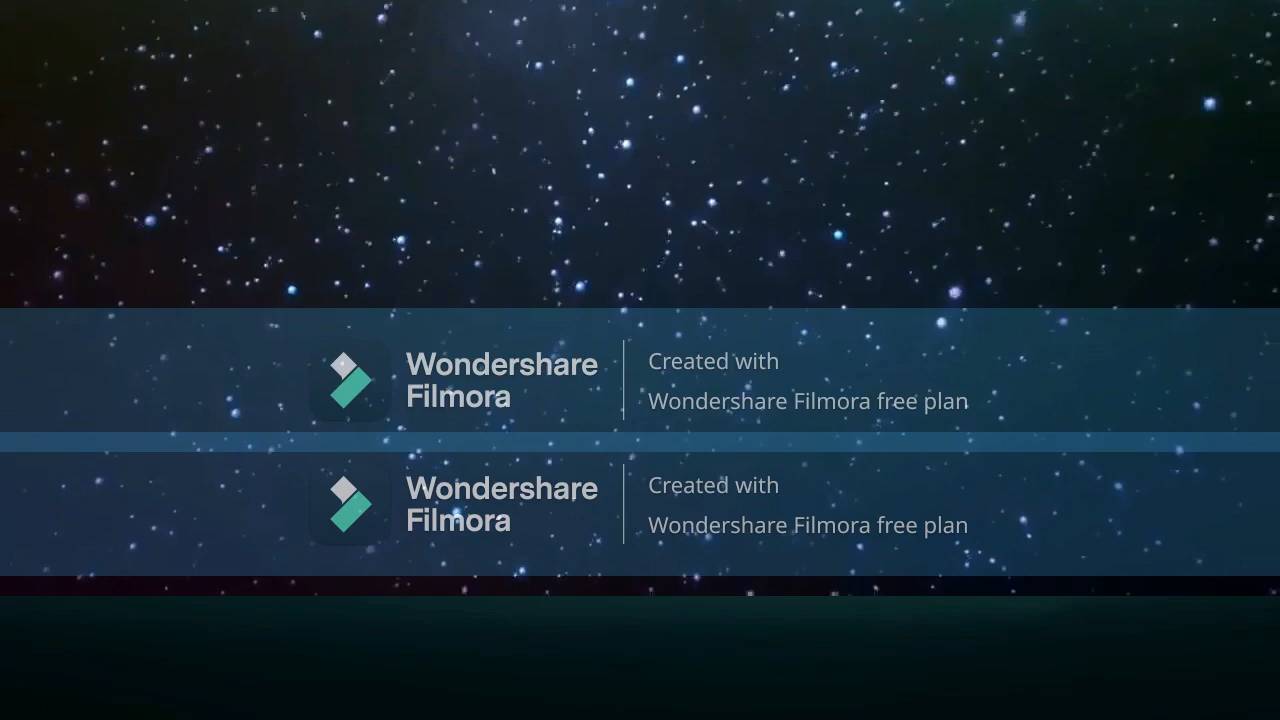 Wondershare
Filmora
Created with
Wondershare Filmora free plan
Wondershare
Filmora
Created with
Wondershare Filmora free plan